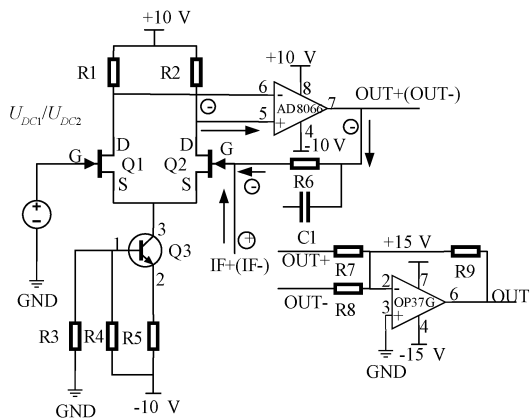 +10 V
R1
R2
+10 V
6
8
7
OUT+(OUT-)
AD8066
5
4
-10 V
U_DC1/U_DC2
G
D
Q1
S
D
Q2
S
G
R6
C1
IF+(IF-)
3
1
Q3
2
GND
R3
R4
R5
GND
-10 V
OUT+
R7
+15 V
R9
OUT-
R8
2
7
OP37G
6
OUT
3
4
-15 V
GND